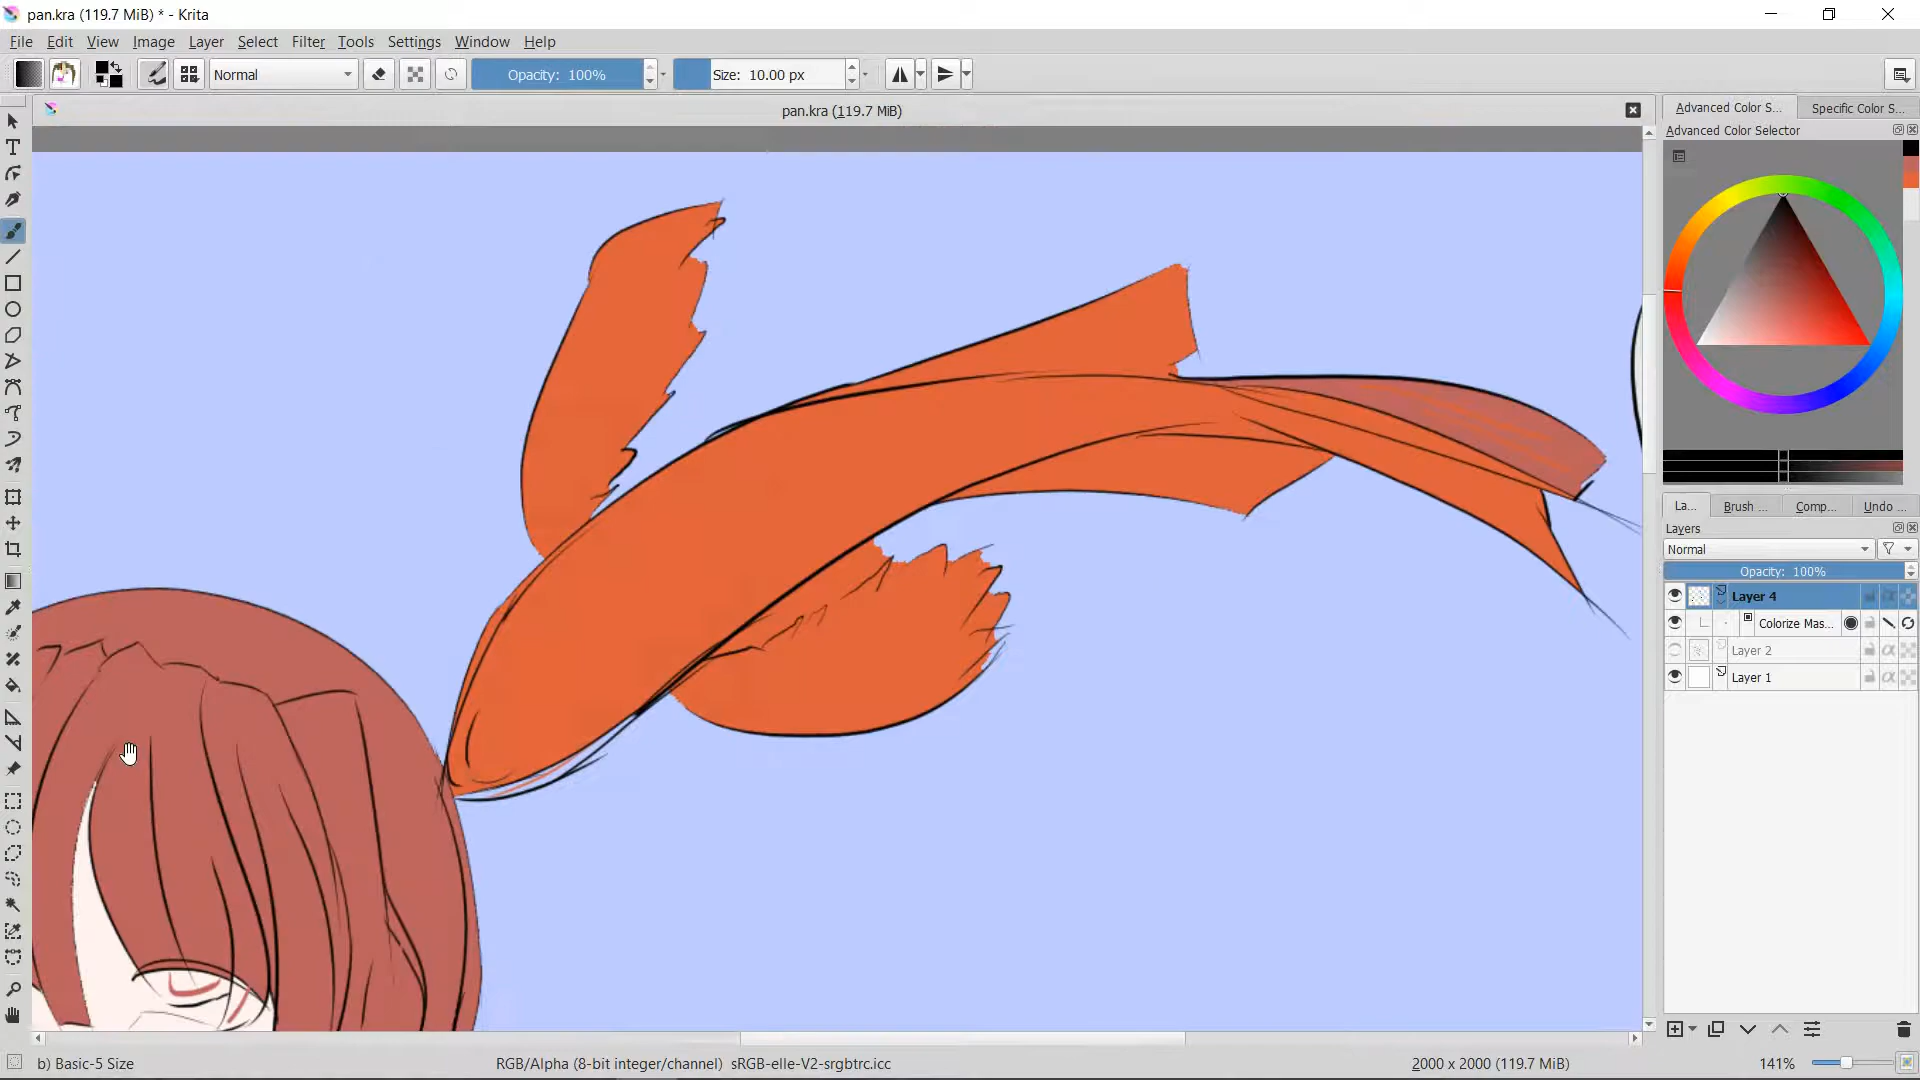 pan.kra (119.7 MiB) * - Krita
File Edit View Image Layer Select Filter Tools Settings Window Help
Normal Opacity: 100% Size: 10.00 px
pan.kra (119.7 MiB)
Advanced Color S... Specific Color S...
Advanced Color Selector
La... Brush ... Comp... Undo ...
Layers
Normal
Opacity: 100%
Layer 4
Colorize Mas...
Layer 2
Layer 1
b) Basic-5 Size RGB/Alpha (8-bit integer/channel) sRGB-elle-V2-srgbtrc.icc 2000 x 2000 (119.7 MiB) 141%